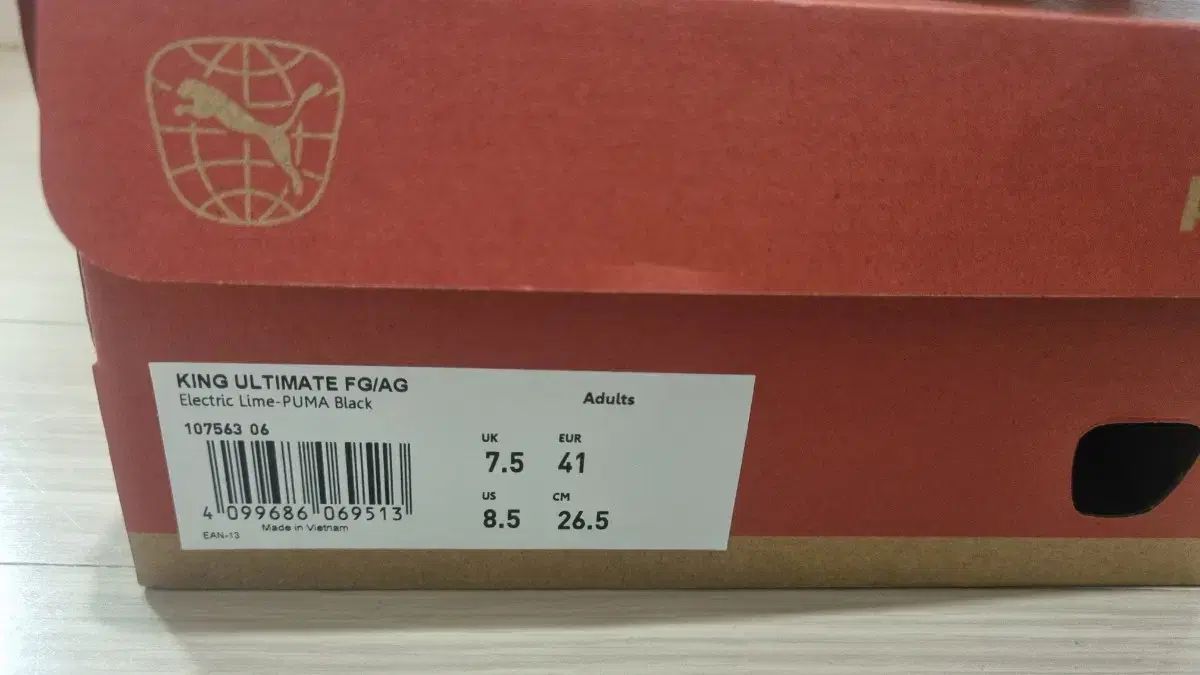 KING ULTIMATE FG/AG
Electric Lime-PUMA Black
Adults
107563 06
UK EUR
7.5 41
US CM
8.5 26.5
4 099686 069513
Made in Vietnam
EAN-13